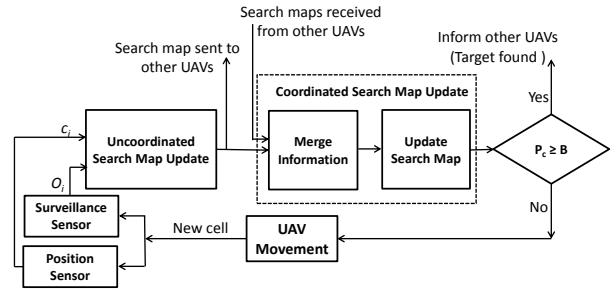 Search map sent to
other UAVs
Search maps received
from other UAVs
Inform other UAVs
(Target found )
Coordinated Search Map Update
Yes
c_i
Uncoordinated
Search Map Update
Merge
Information
Update
Search Map
P_c ≥ B
O_i
Surveillance
Sensor
No
New cell
UAV
Movement
Position
Sensor